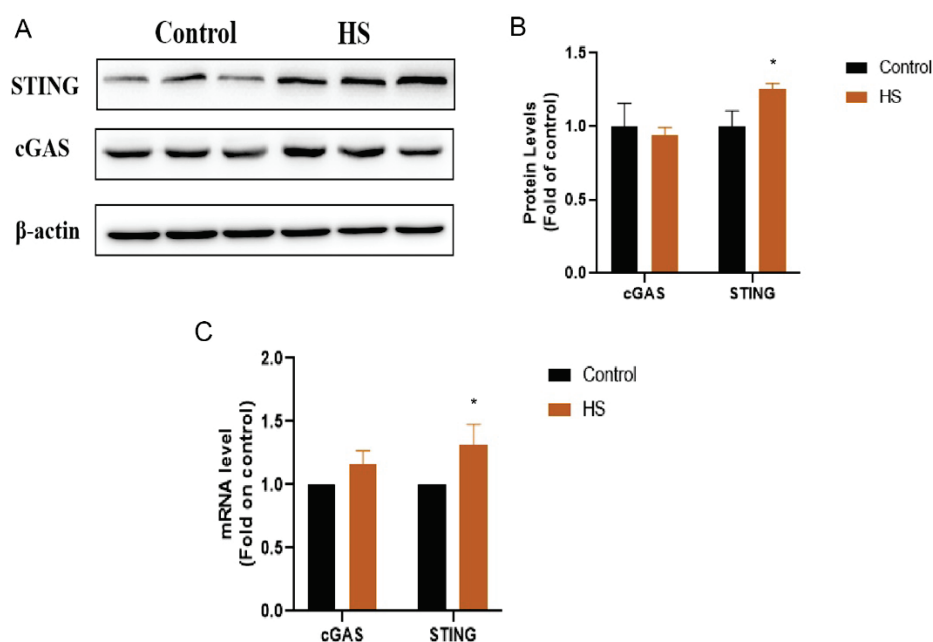 A
Control HS
STING
cGAS
β-actin
B
1.5
1.0
0.5
0.0
Protein Levels
(Fold of control)
*
cGAS STING
Control
HS
C
2.0
1.5
1.0
0.5
0.0
mRNA level
(Fold on control)
*
cGAS STING
Control
HS